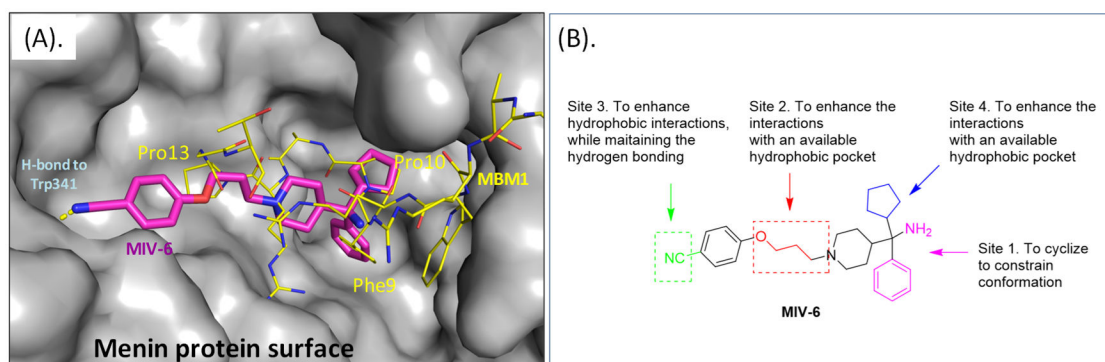 (A).
H-bond to
Trp341
Pro13
Pro10
MBM1
MIV-6
Phe9
Menin protein surface
(B).
Site 3. To enhance
hydrophobic interactions,
while maitaining the
hydrogen bonding
Site 2. To enhance the
interactions
with an available
hydrophobic pocket
Site 4. To enhance the
interactions
with an available
hydrophobic pocket
NC
O
N
NH2
Site 1. To cyclize
to constrain
conformation
MIV-6